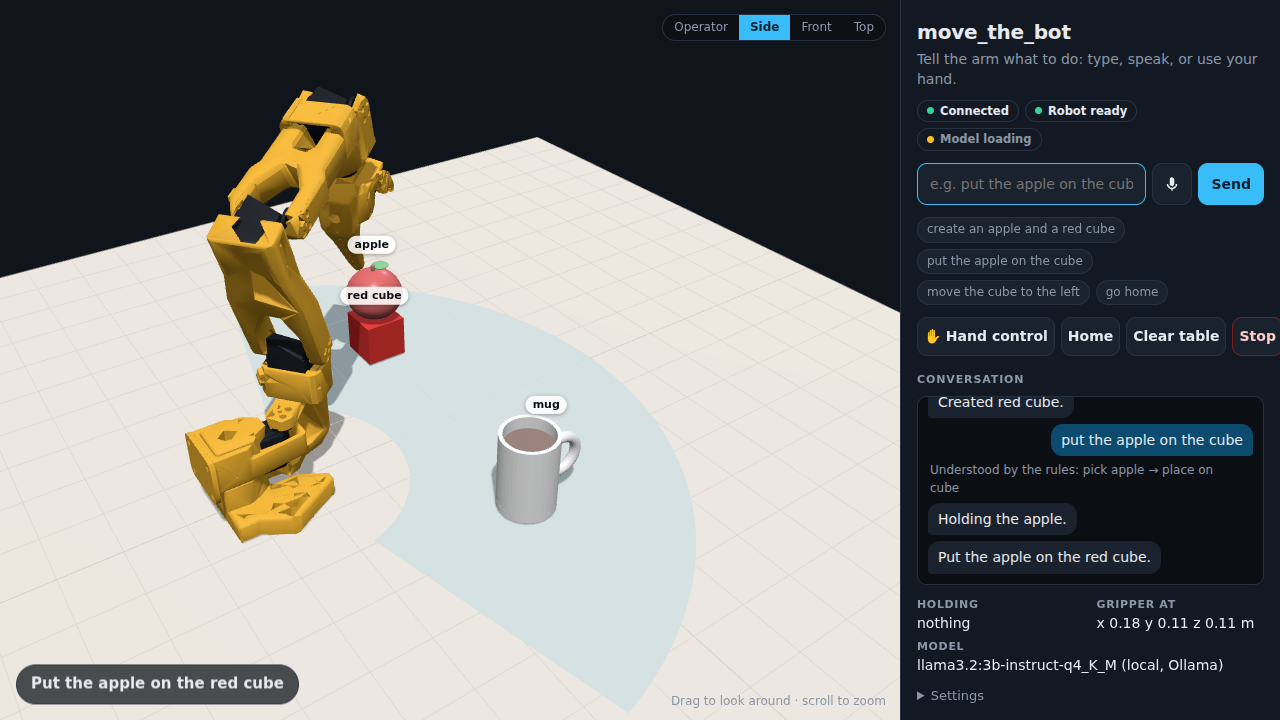 Operator Side Front Top
move_the_bot
Tell the arm what to do: type, speak, or use your
hand.
Connected Robot ready
Model loading
e.g. put the apple on the cub
Send
create an apple and a red cube
put the apple on the cube
move the cube to the left go home
Hand control Home Clear table Stop
CONVERSATION
Created red cube.
put the apple on the cube
Understood by the rules: pick apple → place on
cube
Holding the apple.
Put the apple on the red cube.
HOLDING GRIPPER AT
nothing x 0.18 y 0.11 z 0.11 m
MODEL
llama3.2:3b-instruct-q4_K_M (local, Ollama)
Settings
apple
red cube
mug
Put the apple on the red cube
Drag to look around · scroll to zoom